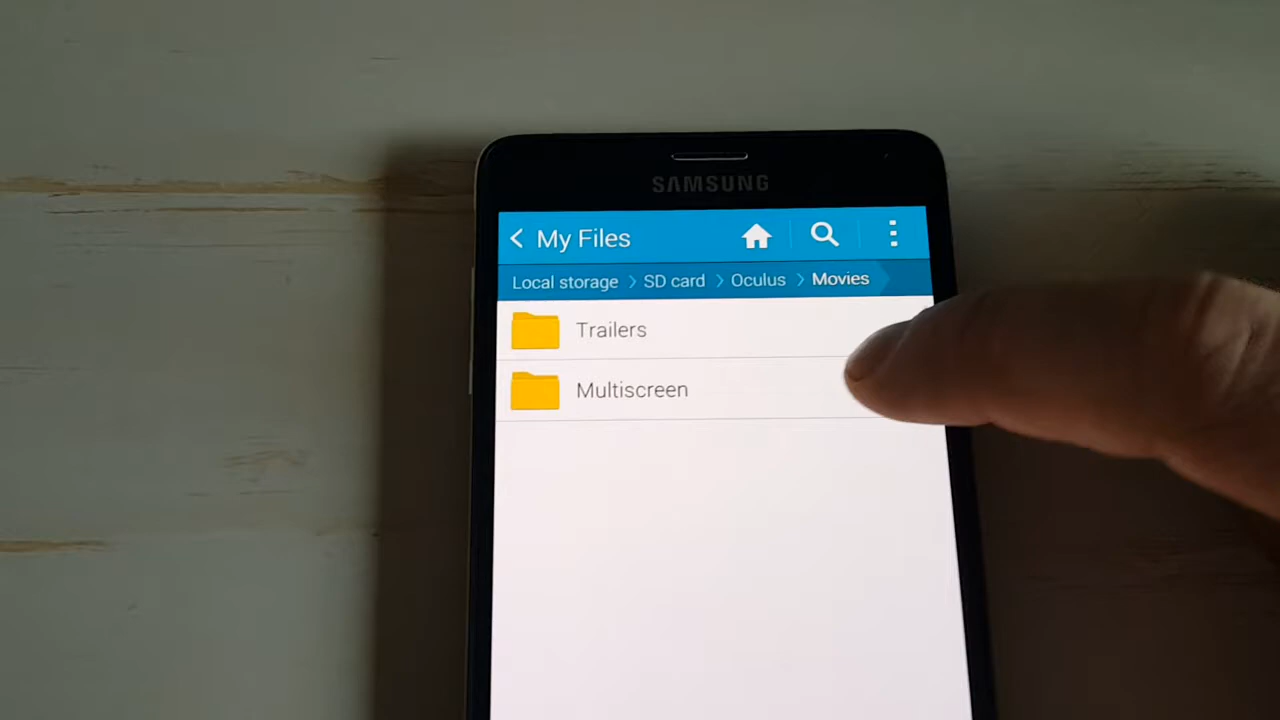 SAMSUNG
My Files
Local storage > SD card > Oculus > Movies
Trailers
Multiscreen